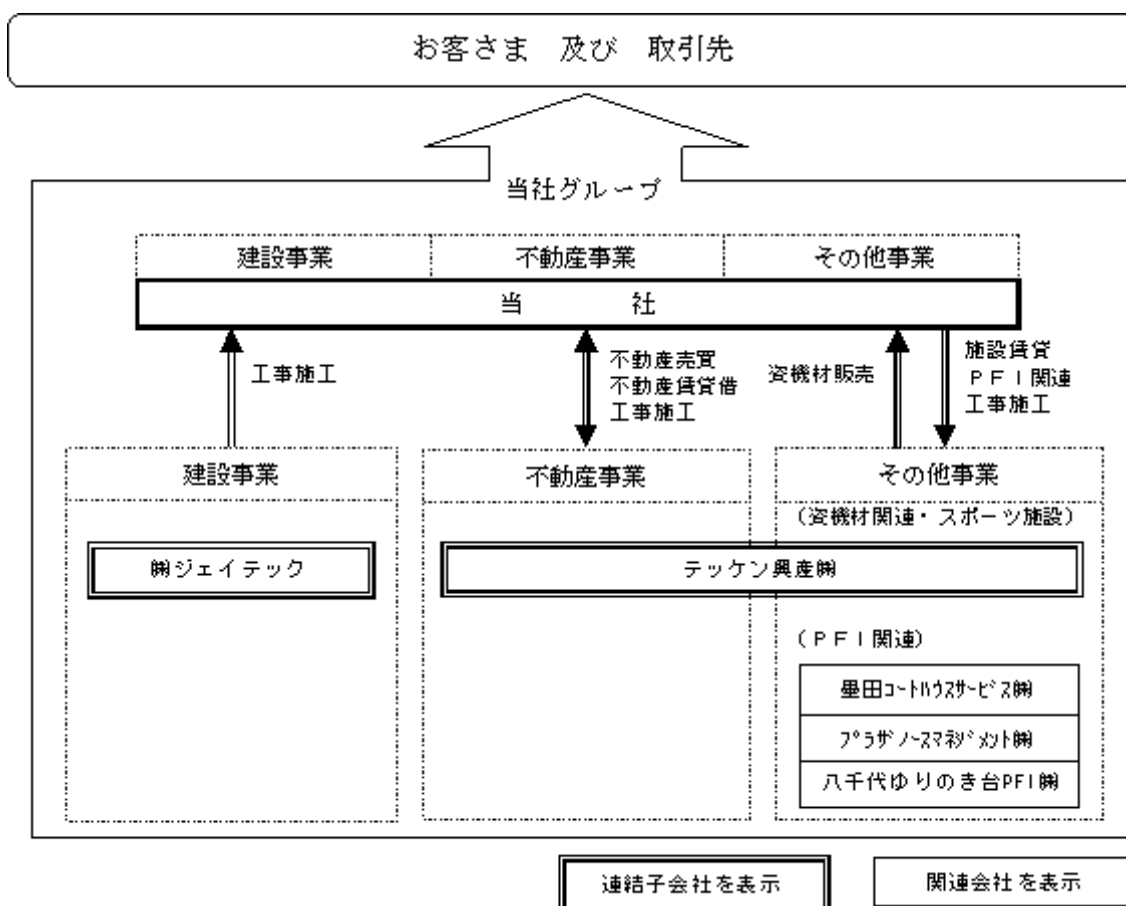 お客さま 及び 取引先
当社グループ
建設事業 不動産事業 その他事業
当 社
工事施工
不動産売買
不動産賃貸借
工事施工
資機材販売
施設賃貸
ＰＦＩ関連
工事施工
建設事業 不動産事業 その他事業
（資機材関連・スポーツ施設）
㈱ジェイテック
テッケン興産㈱
（ＰＦＩ関連）
墨田ｺｰﾄﾊｳｽｻｰﾋﾞｽ㈱
ﾌﾟﾗｻﾞﾉｰｽﾏﾈｼﾞﾒﾝﾄ㈱
八千代ゆりのき台PFI㈱
連結子会社を表示
関連会社を表示